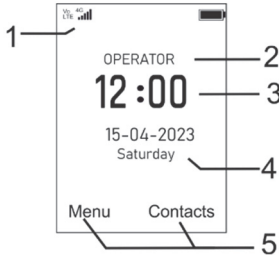 Vo LTE 4G
1
OPERATOR 2
12:00 3
15-04-2023
Saturday 4
Menu Contacts
5